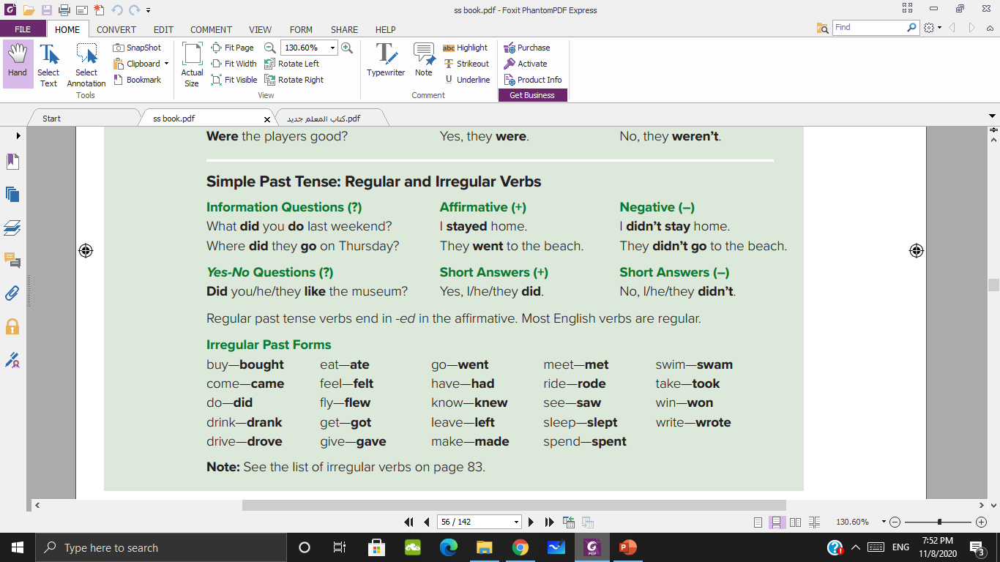 ss book.pdf - Foxit PhantomPDF Express
FILE HOME CONVERT EDIT COMMENT VIEW FORM SHARE HELP
Find
Hand
Select Text
Select Annotation
SnapShot
Clipboard
Bookmark
Tools
Actual Size
Fit Page
Fit Width
Fit Visible
130.60%
Rotate Left
Rotate Right
View
Typewriter
Note
abc Highlight
T Strikeout
U Underline
Comment
Purchase
Activate
Product Info
Get Business
Start
ss book.pdf
كتاب المعلم جديد.pdf
Were the players good? Yes, they were. No, they weren't.
Simple Past Tense: Regular and Irregular Verbs
Information Questions (?) Affirmative (+) Negative (–)
What did you do last weekend? I stayed home. I didn't stay home.
Where did they go on Thursday? They went to the beach. They didn't go to the beach.
Yes-No Questions (?) Short Answers (+) Short Answers (–)
Did you/he/they like the museum? Yes, I/he/they did. No, I/he/they didn't.
Regular past tense verbs end in -ed in the affirmative. Most English verbs are regular.
Irregular Past Forms
buy—bought eat—ate go—went meet—met swim—swam
come—came feel—felt have—had ride—rode take—took
do—did fly—flew know—knew see—saw win—won
drink—drank get—got leave—left sleep—slept write—wrote
drive—drove give—gave make—made spend—spent
Note: See the list of irregular verbs on page 83.
56 / 142
130.60%
Type here to search
ENG
7:52 PM
11/8/2020
3